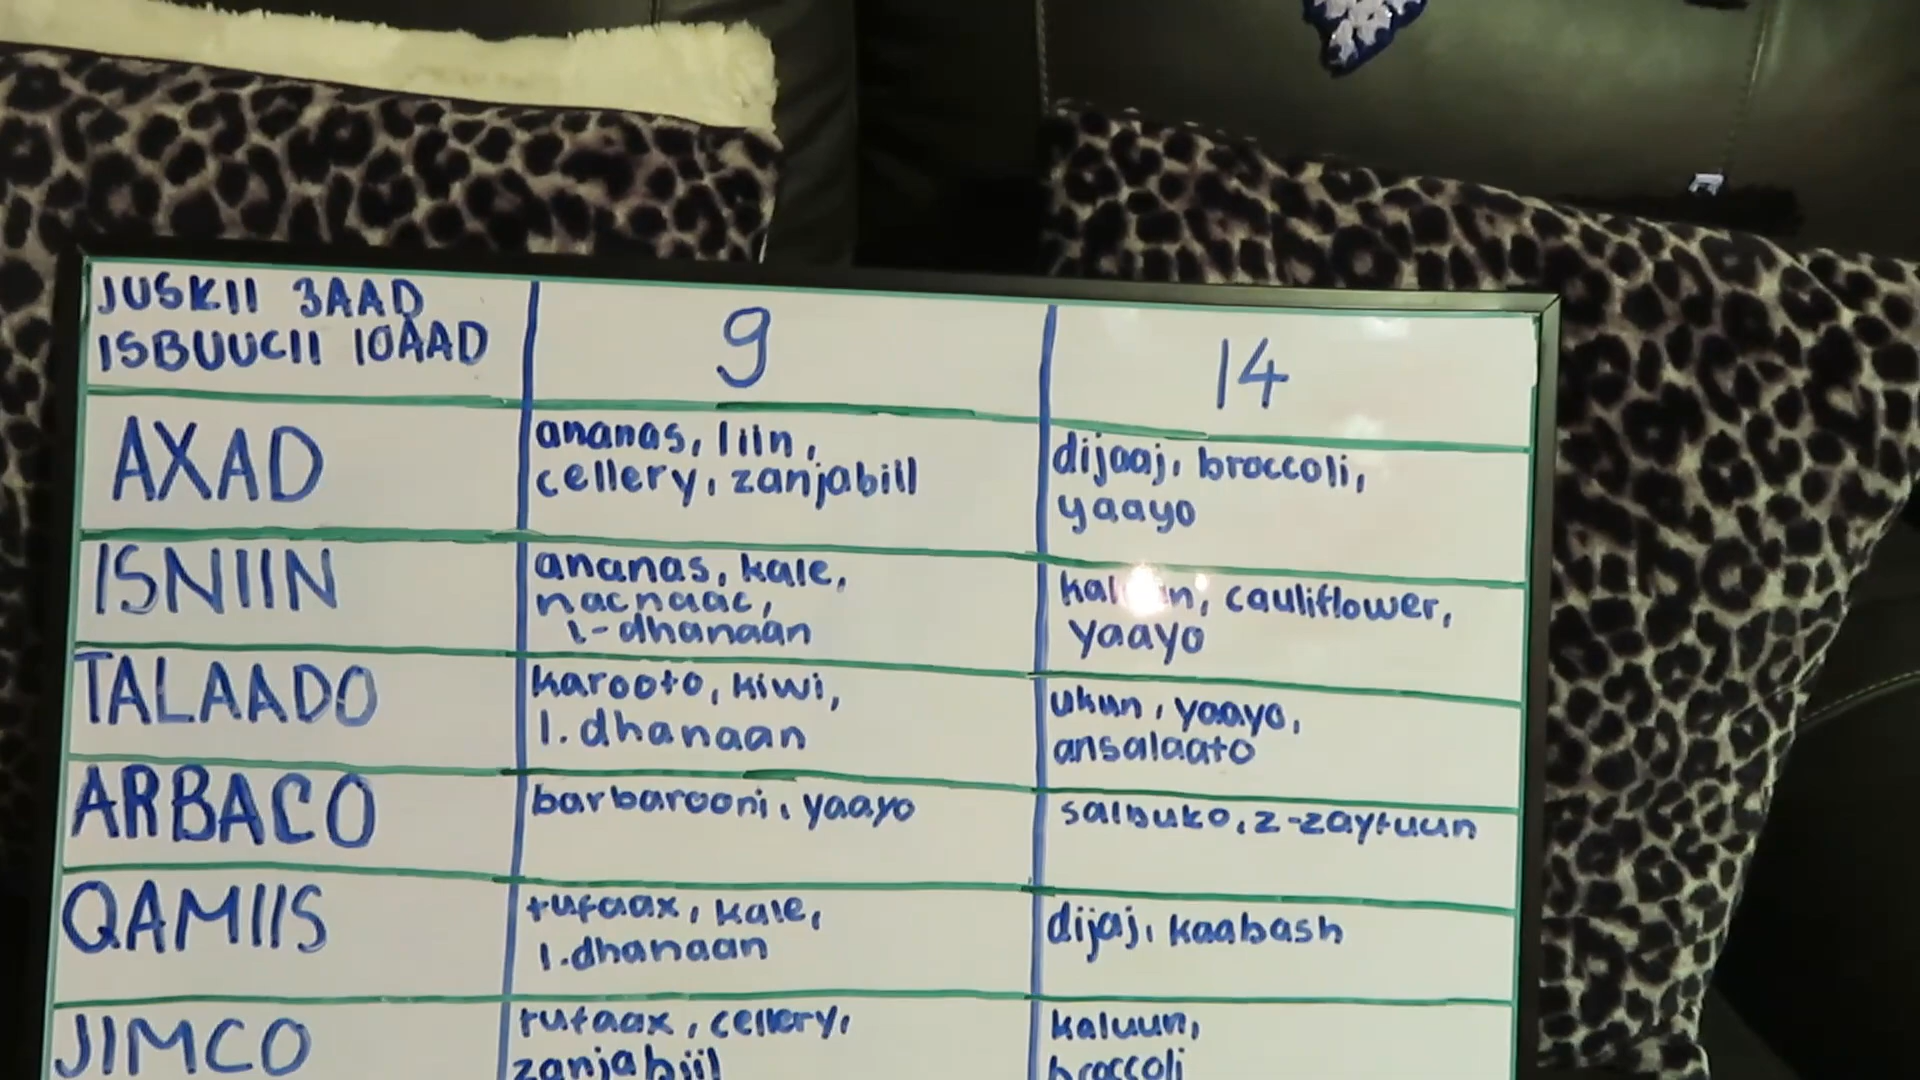 JUSKII 3AAD
ISBUUCII 10AAD
9
14
AXAD
ananas, liin,
cellery, zanjabiil
dijaaj, broccoli,
yaayo
ISNIIN
ananas, kale,
nacnaac,
l-dhanaan
cauliflower,
yaayo
TALAADO
karooto, kiwi,
l.dhanaan
ukun, yaayo,
ansalaato
ARBACO
barbarooni, yaayo
salbuko, z-zaytuun
QAMIIS
tufaax, kale,
l.dhanaan
dijaj, kaabash
JIMCO
tufaax, cellery,
zanjabiil
kaluun,
broccoli